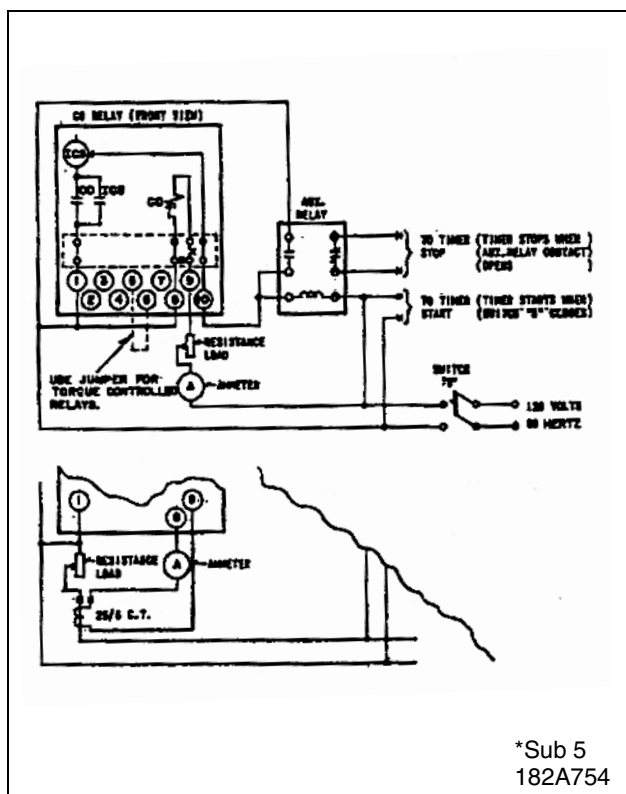 CO RELAY (FRONT VIEW)
ICS
CO ICS
CO
AUX.
RELAY
TO TIMER (TIMER STOPS WHEN )
STOP (AUX.RELAY CONTACT)
(OPENS )
1 3 5 7 9
2 4 6 8 10
TO TIMER (TIMER STARTS WHEN
START (SWITCH "S" CLOSES)
RESISTANCE
LOAD
USE JUMPER FOR
TORQUE CONTROLLED
RELAYS.
A AMMETER
SWITCH
"S"
120 VOLTS
HERTZ
1
A AMMETER
RESISTANCE
LOAD
25/5 C.T.
*Sub 5
182A754